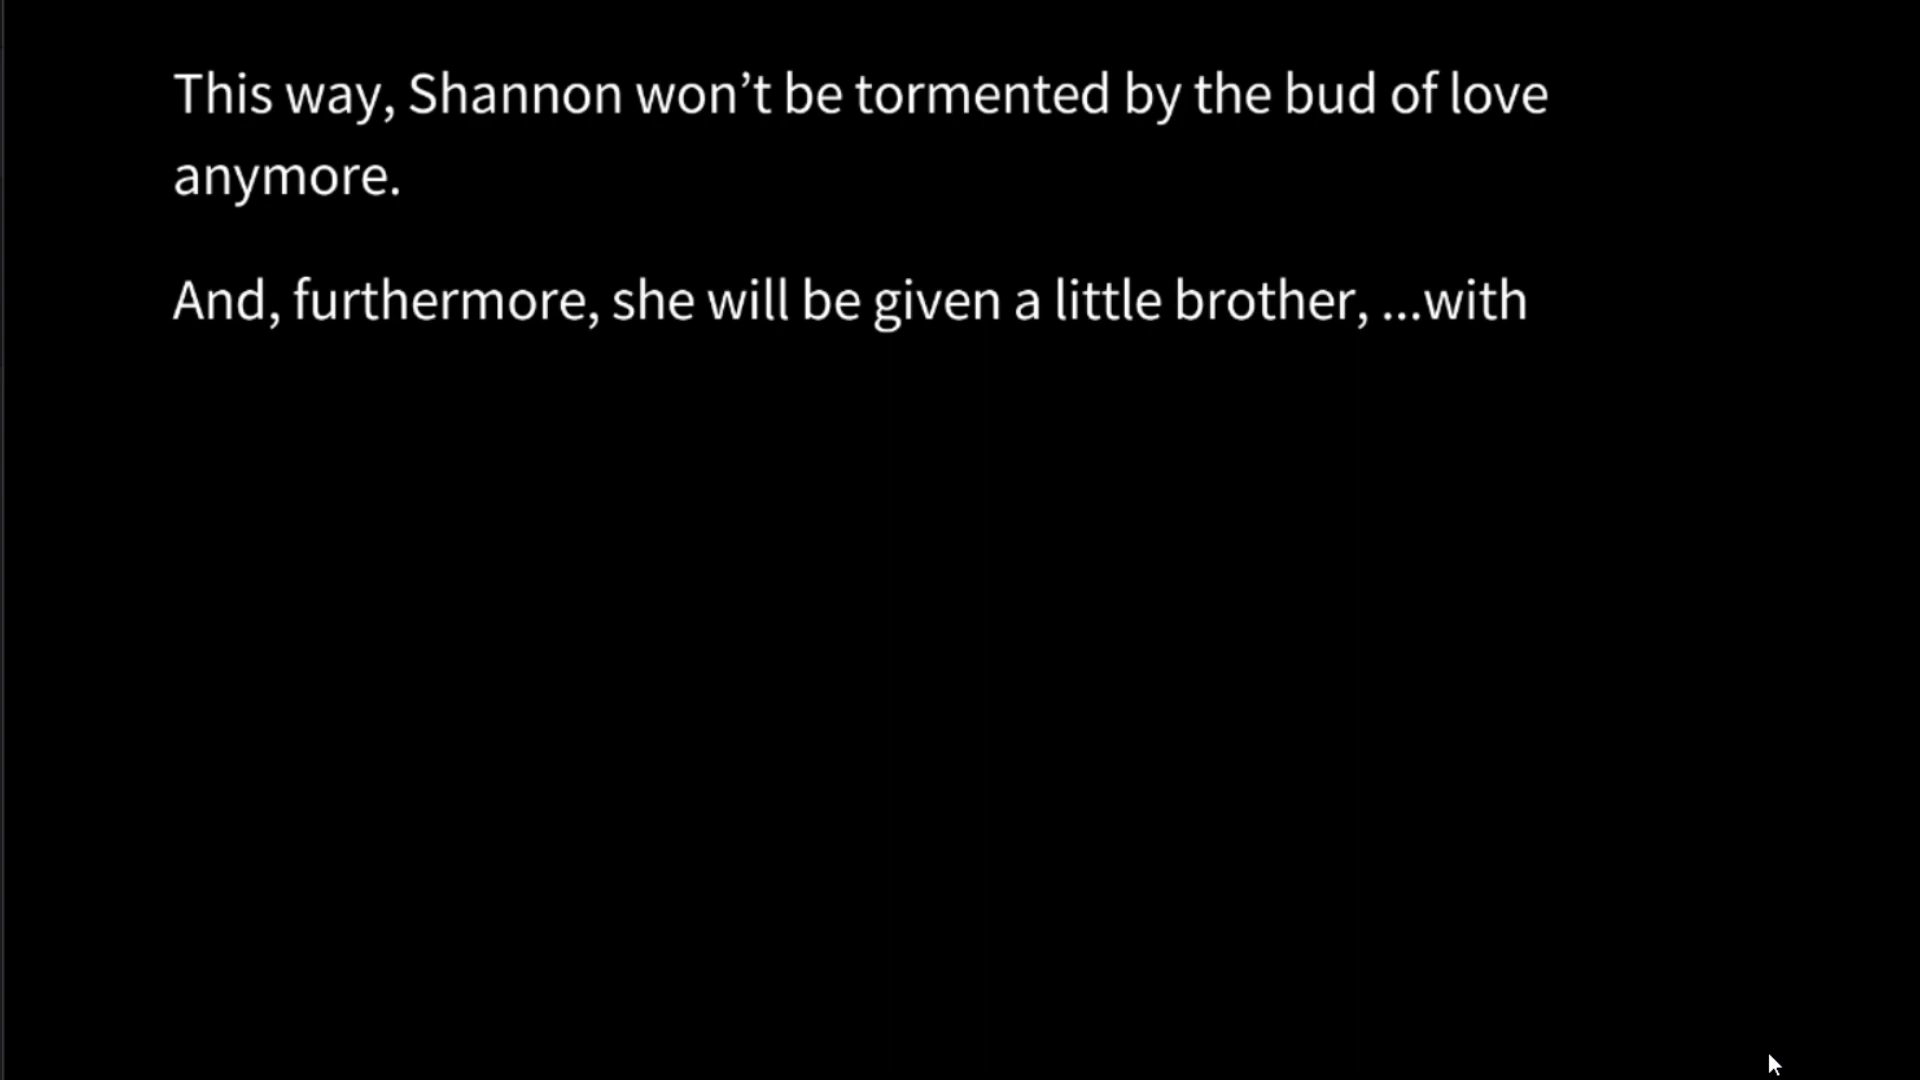 This way, Shannon won’t be tormented by the bud of love
anymore.
And, furthermore, she will be given a little brother, ...with